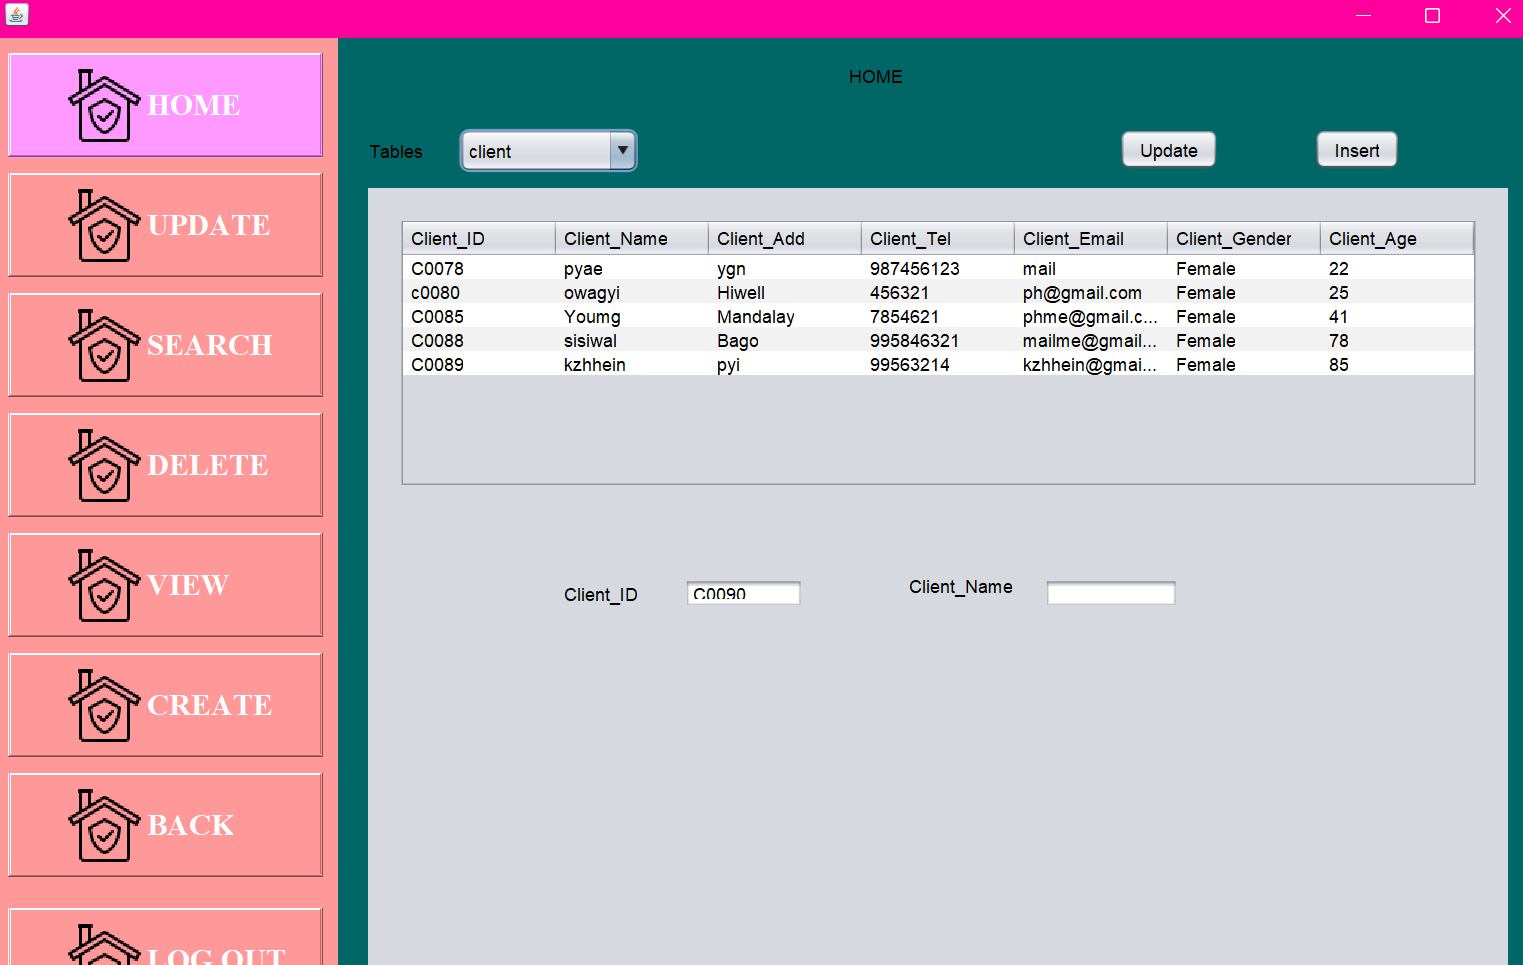 HOME
UPDATE
SEARCH
DELETE
VIEW
CREATE
BACK
LOG OUT
HOME
Tables client Update Insert
Client_ID Client_Name Client_Add Client_Tel Client_Email Client_Gender Client_Age
C0078 pyae ygn 987456123 mail Female 22
c0080 owagyi Hiwell 456321 ph@gmail.com Female 25
C0085 Youmg Mandalay 7854621 phme@gmail.c... Female 41
C0088 sisiwal Bago 995846321 mailme@gmail... Female 78
C0089 kzhhein pyi 99563214 kzhhein@gmai... Female 85
Client_ID C0090 Client_Name